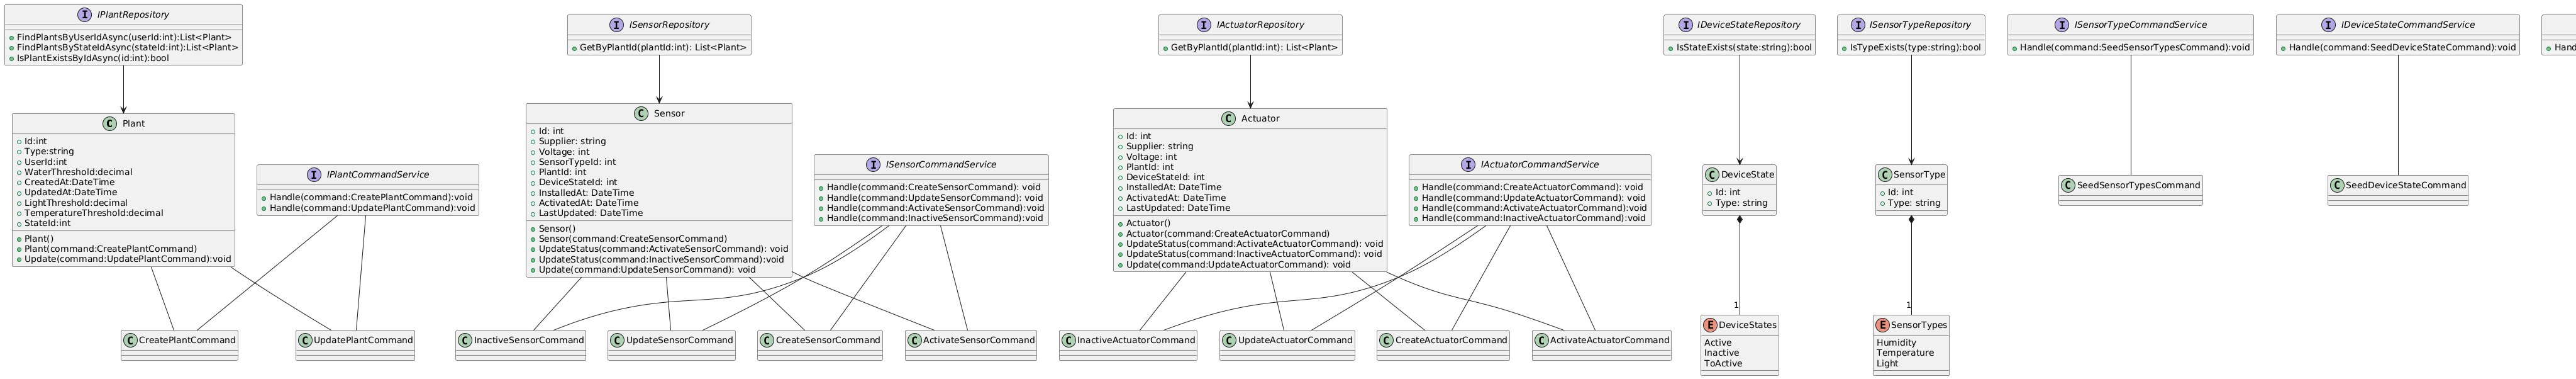 I IPlantRepository
FindPlantsByUserIdAsync(userId:int):List<Plant>
FindPlantsByStateIdAsync(stateId:int):List<Plant>
IsPlantExistsByIdAsync(id:int):bool
C Plant
Id:int
Type:string
UserId:int
WaterThreshold:decimal
CreatedAt:DateTime
UpdatedAt:DateTime
LightThreshold:decimal
TemperatureThreshold:decimal
StateId:int
Plant()
Plant(command:CreatePlantCommand)
Update(command:UpdatePlantCommand):void
I IPlantCommandService
Handle(command:CreatePlantCommand):void
Handle(command:UpdatePlantCommand):void
C CreatePlantCommand
C UpdatePlantCommand
I ISensorRepository
GetByPlantId(plantId:int): List<Plant>
C Sensor
Id: int
Supplier: string
Voltage: int
SensorTypeId: int
PlantId: int
DeviceStateId: int
InstalledAt: DateTime
ActivatedAt: DateTime
LastUpdated: DateTime
Sensor()
Sensor(command:CreateSensorCommand)
UpdateStatus(command:ActivateSensorCommand): void
UpdateStatus(command:InactiveSensorCommand):void
Update(command:UpdateSensorCommand): void
I ISensorCommandService
Handle(command:CreateSensorCommand): void
Handle(command:UpdateSensorCommand): void
Handle(command:ActivateSensorCommand):void
Handle(command:InactiveSensorCommand):void
C InactiveSensorCommand
C UpdateSensorCommand
C CreateSensorCommand
C ActivateSensorCommand
I IActuatorRepository
GetByPlantId(plantId:int): List<Plant>
C Actuator
Id: int
Supplier: string
Voltage: int
PlantId: int
DeviceStateId: int
InstalledAt: DateTime
ActivatedAt: DateTime
LastUpdated: DateTime
Actuator()
Actuator(command:CreateActuatorCommand)
UpdateStatus(command:ActivateActuatorCommand): void
UpdateStatus(command:InactiveActuatorCommand): void
Update(command:UpdateActuatorCommand): void
I IActuatorCommandService
Handle(command:CreateActuatorCommand): void
Handle(command:UpdateActuatorCommand): void
Handle(command:ActivateActuatorCommand):void
Handle(command:InactiveActuatorCommand):void
C InactiveActuatorCommand
C UpdateActuatorCommand
C CreateActuatorCommand
C ActivateActuatorCommand
I IDeviceStateRepository
IsStateExists(state:string):bool
C DeviceState
Id: int
Type: string
1
E DeviceStates
Active
Inactive
ToActive
I ISensorTypeRepository
IsTypeExists(type:string):bool
C SensorType
Id: int
Type: string
1
E SensorTypes
Humidity
Temperature
Light
I ISensorTypeCommandService
Handle(command:SeedSensorTypesCommand):void
C SeedSensorTypesCommand
I IDeviceStateCommandService
Handle(command:SeedDeviceStateCommand):void
C SeedDeviceStateCommand